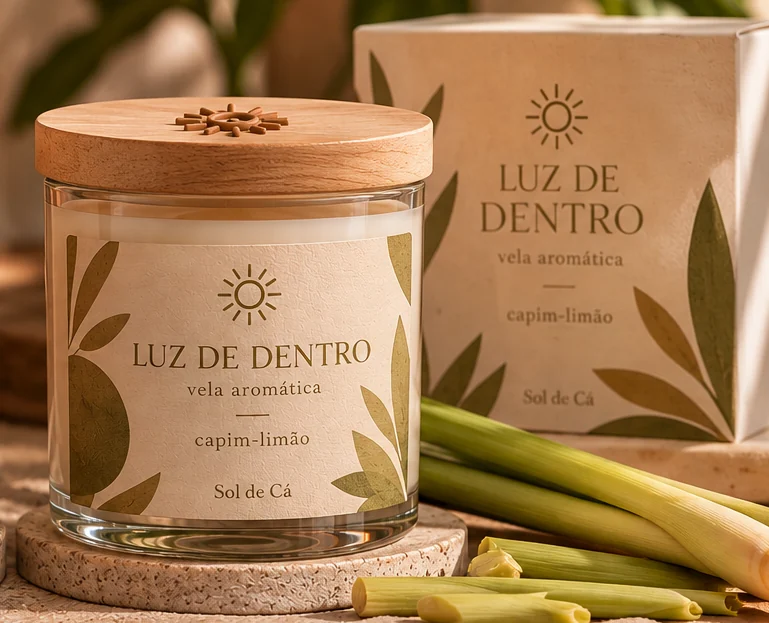 LUZ DE DENTRO
vela aromática
capim-limão
Sol de Cá
LUZ DE
DENTRO
vela aromática
capim-limão
Sol de Cá